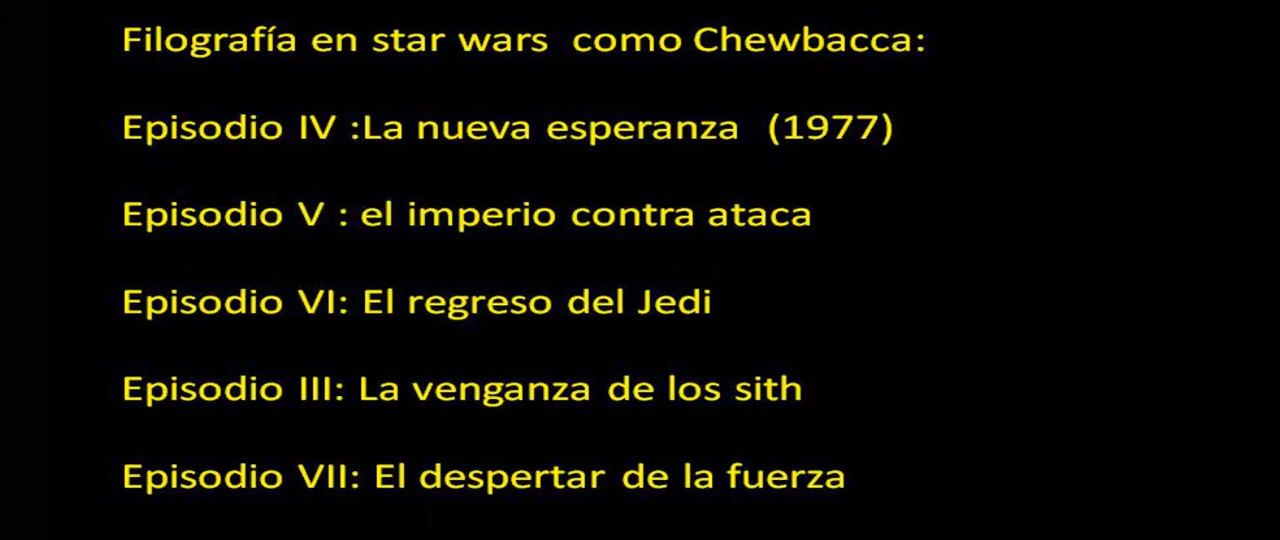 Filografía en star wars como Chewbacca:
Episodio IV :La nueva esperanza (1977)
Episodio V : el imperio contra ataca
Episodio VI: El regreso del Jedi
Episodio III: La venganza de los sith
Episodio VII: El despertar de la fuerza